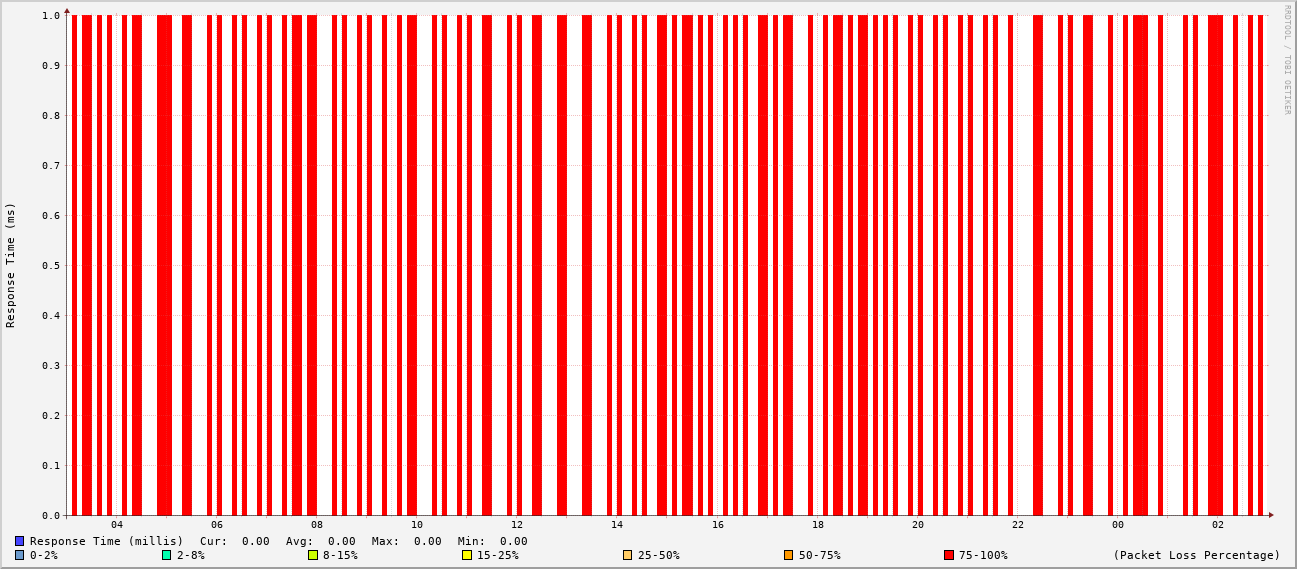 RRDTOOL / TOBI OETIKER
Response Time (ms)
1.0
0.9
0.8
0.7
0.6
0.5
0.4
0.3
0.2
0.1
0.0
04 06 08 10 12 14 16 18 20 22 00 02
Response Time (millis) Cur: 0.00 Avg: 0.00 Max: 0.00 Min: 0.00
0-2% 2-8% 8-15% 15-25% 25-50% 50-75% 75-100% (Packet Loss Percentage)